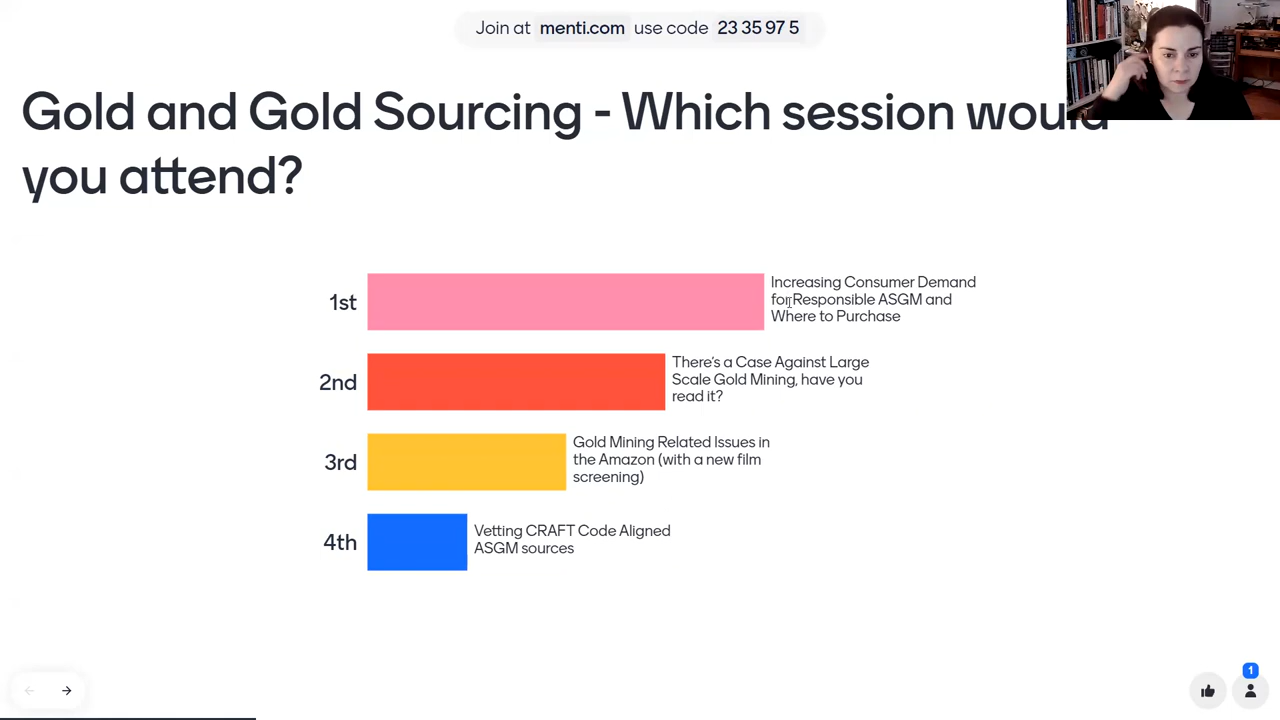 Join at menti.com use code 23 35 97 5
Gold and Gold Sourcing - Which session would
you attend?
1st
Increasing Consumer Demand
for Responsible ASGM and
Where to Purchase
2nd
There's a Case Against Large
Scale Gold Mining, have you
read it?
3rd
Gold Mining Related Issues in
the Amazon (with a new film
screening)
4th
Vetting CRAFT Code Aligned
ASGM sources
1